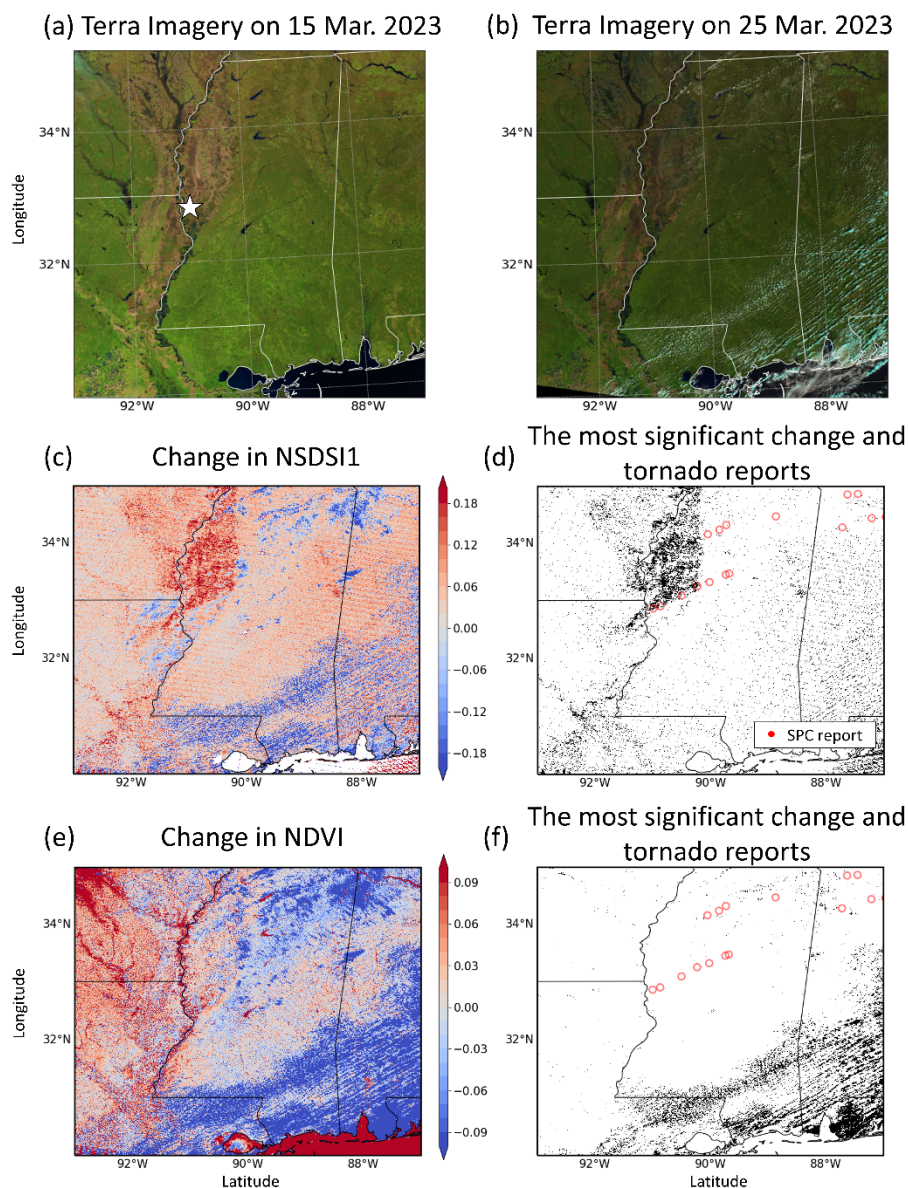 (a) Terra Imagery on 15 Mar. 2023
(b) Terra Imagery on 25 Mar. 2023
34°N
32°N
Longitude
92°W 90°W 88°W
34°N
32°N
92°W 90°W 88°W
(c) Change in NSDSI1
Longitude
34°N
32°N
92°W 90°W 88°W
0.18
0.12
0.06
0.00
−0.06
−0.12
−0.18
(d) The most significant change and
tornado reports
34°N
32°N
SPC report
92°W 90°W 88°W
(e) Change in NDVI
Longitude
34°N
32°N
92°W 90°W 88°W
Latitude
0.09
0.06
0.03
0.00
−0.03
−0.06
−0.09
(f) The most significant change and
tornado reports
34°N
32°N
92°W 90°W 88°W
Latitude